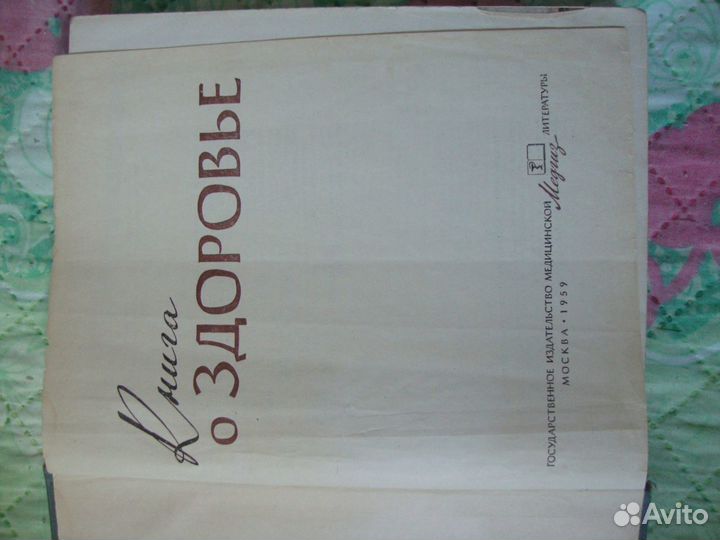 Книга
О ЗДОРОВЬЕ
ГОСУДАРСТВЕННОЕ ИЗДАТЕЛЬСТВО МЕДИЦИНСКОЙ Медгиз ЛИТЕРАТУРЫ
МОСКВА • 1959
Avito